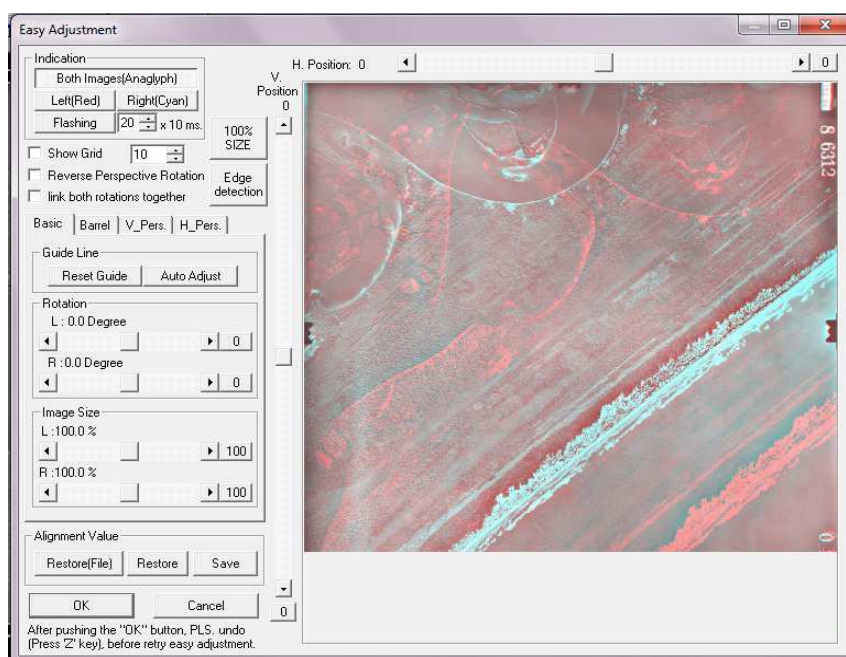 Easy Adjustment
Indication
Both Images(Anaglyph)
Left(Red) Right(Cyan)
Flashing 20 x 10 ms.
Show Grid 10
Reverse Perspective Rotation
link both rotations together
H. Position: 0 0
V.
Position
0
100%
SIZE
Edge
detection
Basic Barrel V_Pers. H_Pers.
Guide Line
Reset Guide Auto Adjust
Rotation
L : 0.0 Degree
0
R :0.0 Degree
0
Image Size
L:100.0 %
100
R :100.0 %
100
Alignment Value
Restore(File) Restore Save
OK Cancel
0
After pushing the "OK" button, PLS. undo
(Press 'Z' key), before retry easy adjustment.
8 6312